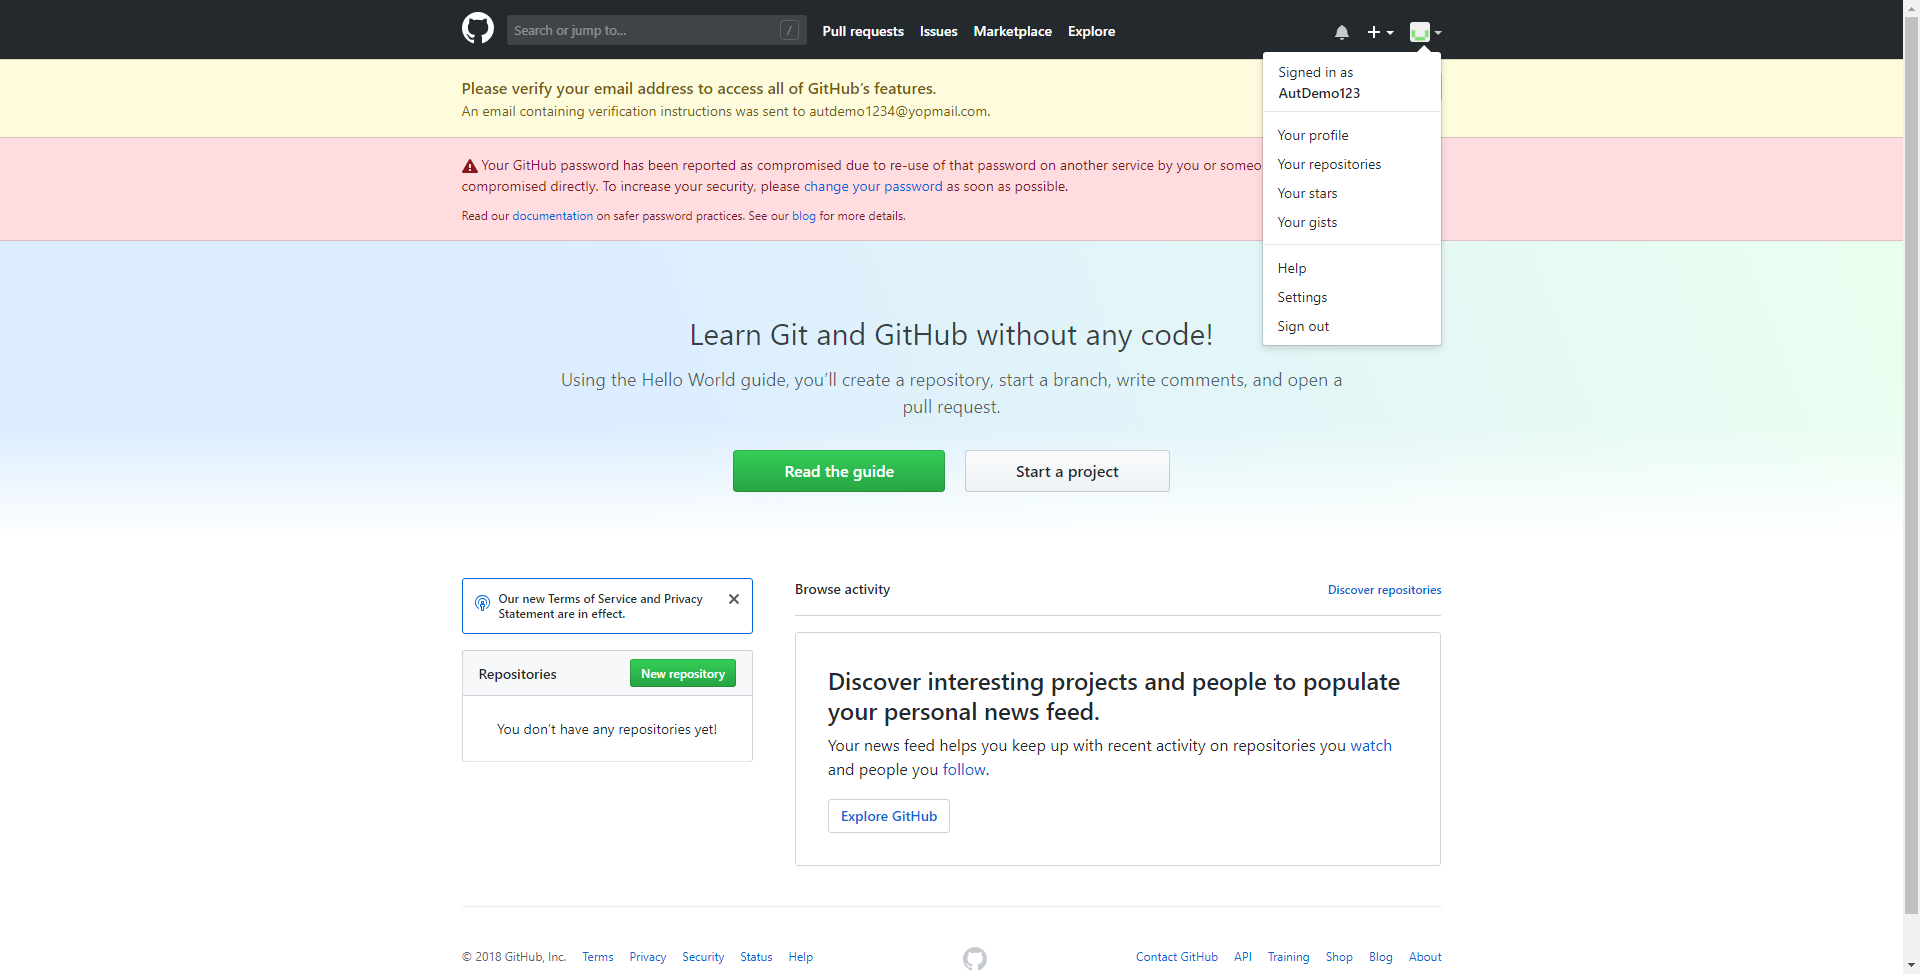 Search or jump to...
/
Pull requests
Issues
Marketplace
Explore
Signed in as
AutDemo123
Your profile
Your repositories
Your stars
Your gists
Help
Settings
Sign out
Please verify your email address to access all of GitHub's features.
An email containing verification instructions was sent to autdemo1234@yopmail.com.
Your GitHub password has been reported as compromised due to re-use of that password on another service by you or someo
compromised directly. To increase your security, please change your password as soon as possible.
Read our documentation on safer password practices. See our blog for more details.
Learn Git and GitHub without any code!
Using the Hello World guide, you'll create a repository, start a branch, write comments, and open a
pull request.
Read the guide
Start a project
Our new Terms of Service and Privacy
Statement are in effect.
Repositories
New repository
You don't have any repositories yet!
Browse activity
Discover repositories
Discover interesting projects and people to populate
your personal news feed.
Your news feed helps you keep up with recent activity on repositories you watch
and people you follow.
Explore GitHub
© 2018 GitHub, Inc.
Terms
Privacy
Security
Status
Help
Contact GitHub
API
Training
Shop
Blog
About